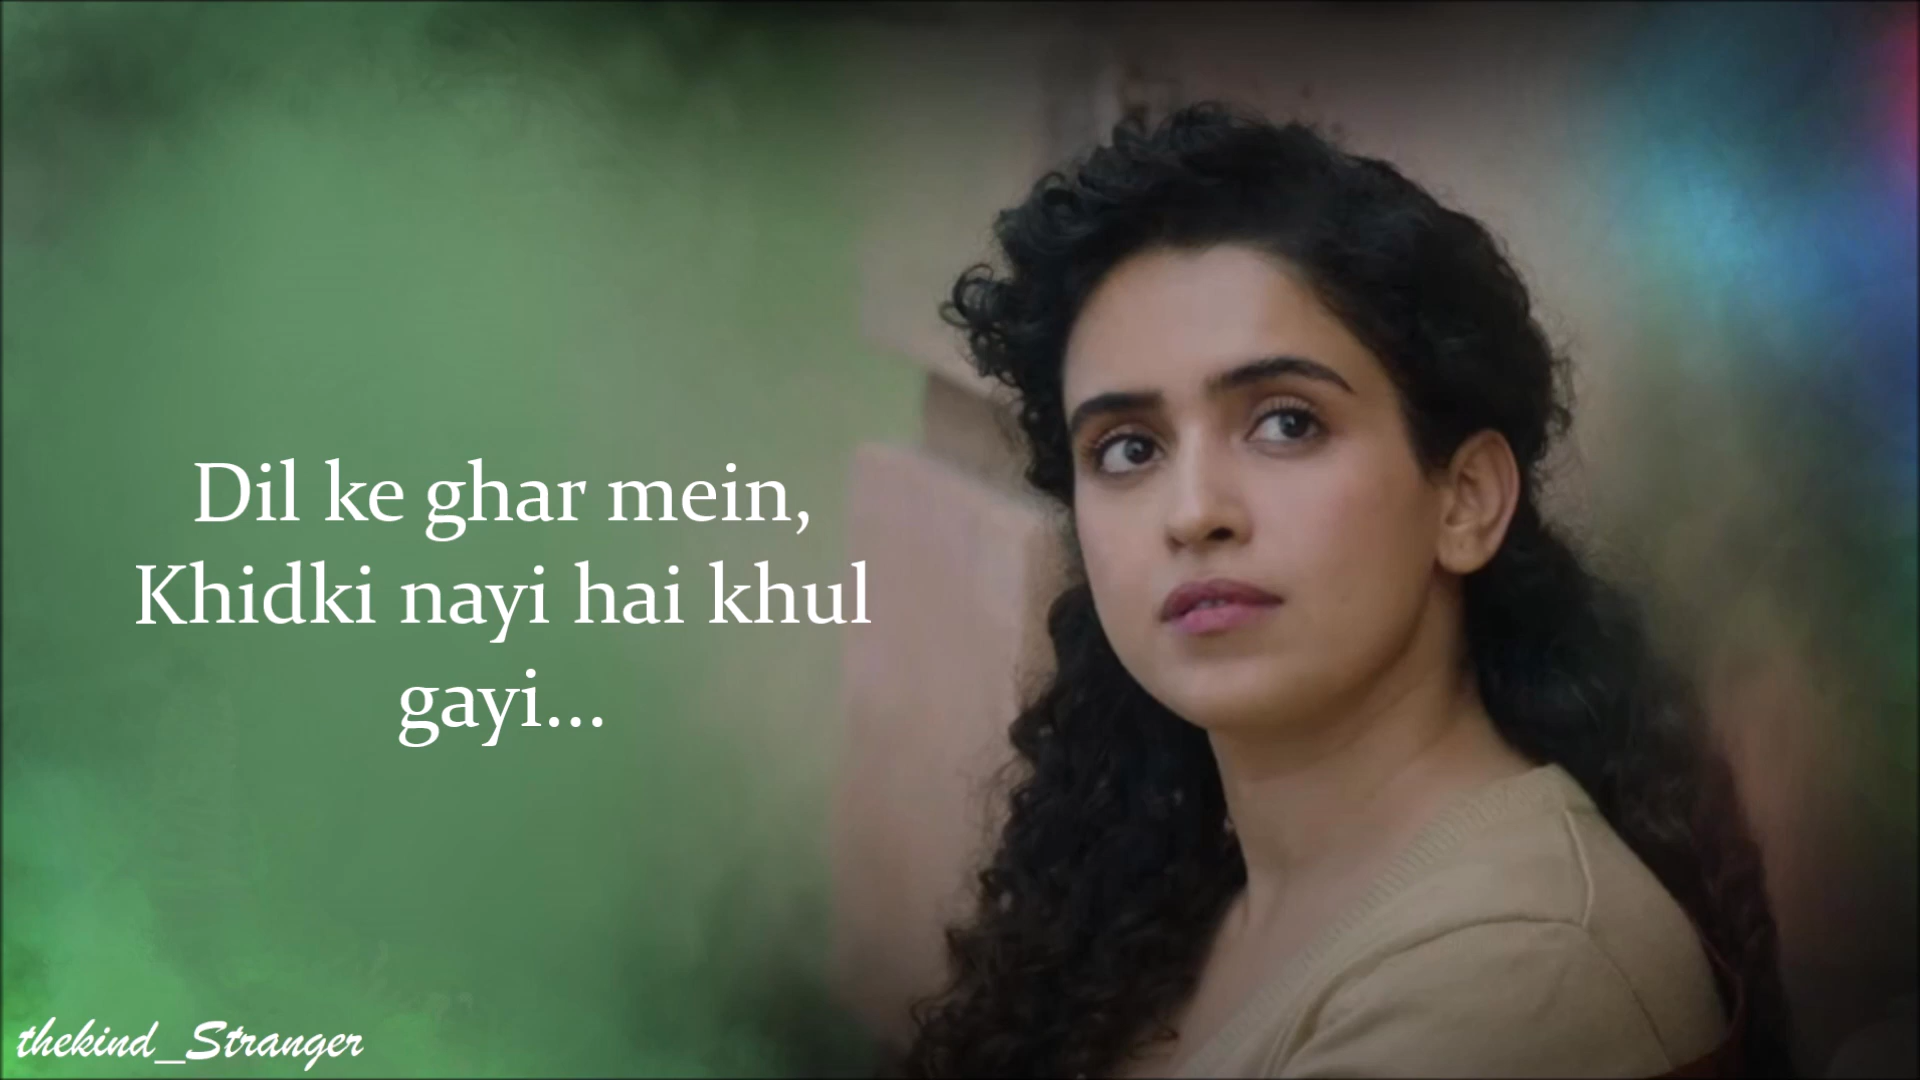 Dil ke ghar mein,
Khidki nayi hai khul
gayi...
thekind_Stranger